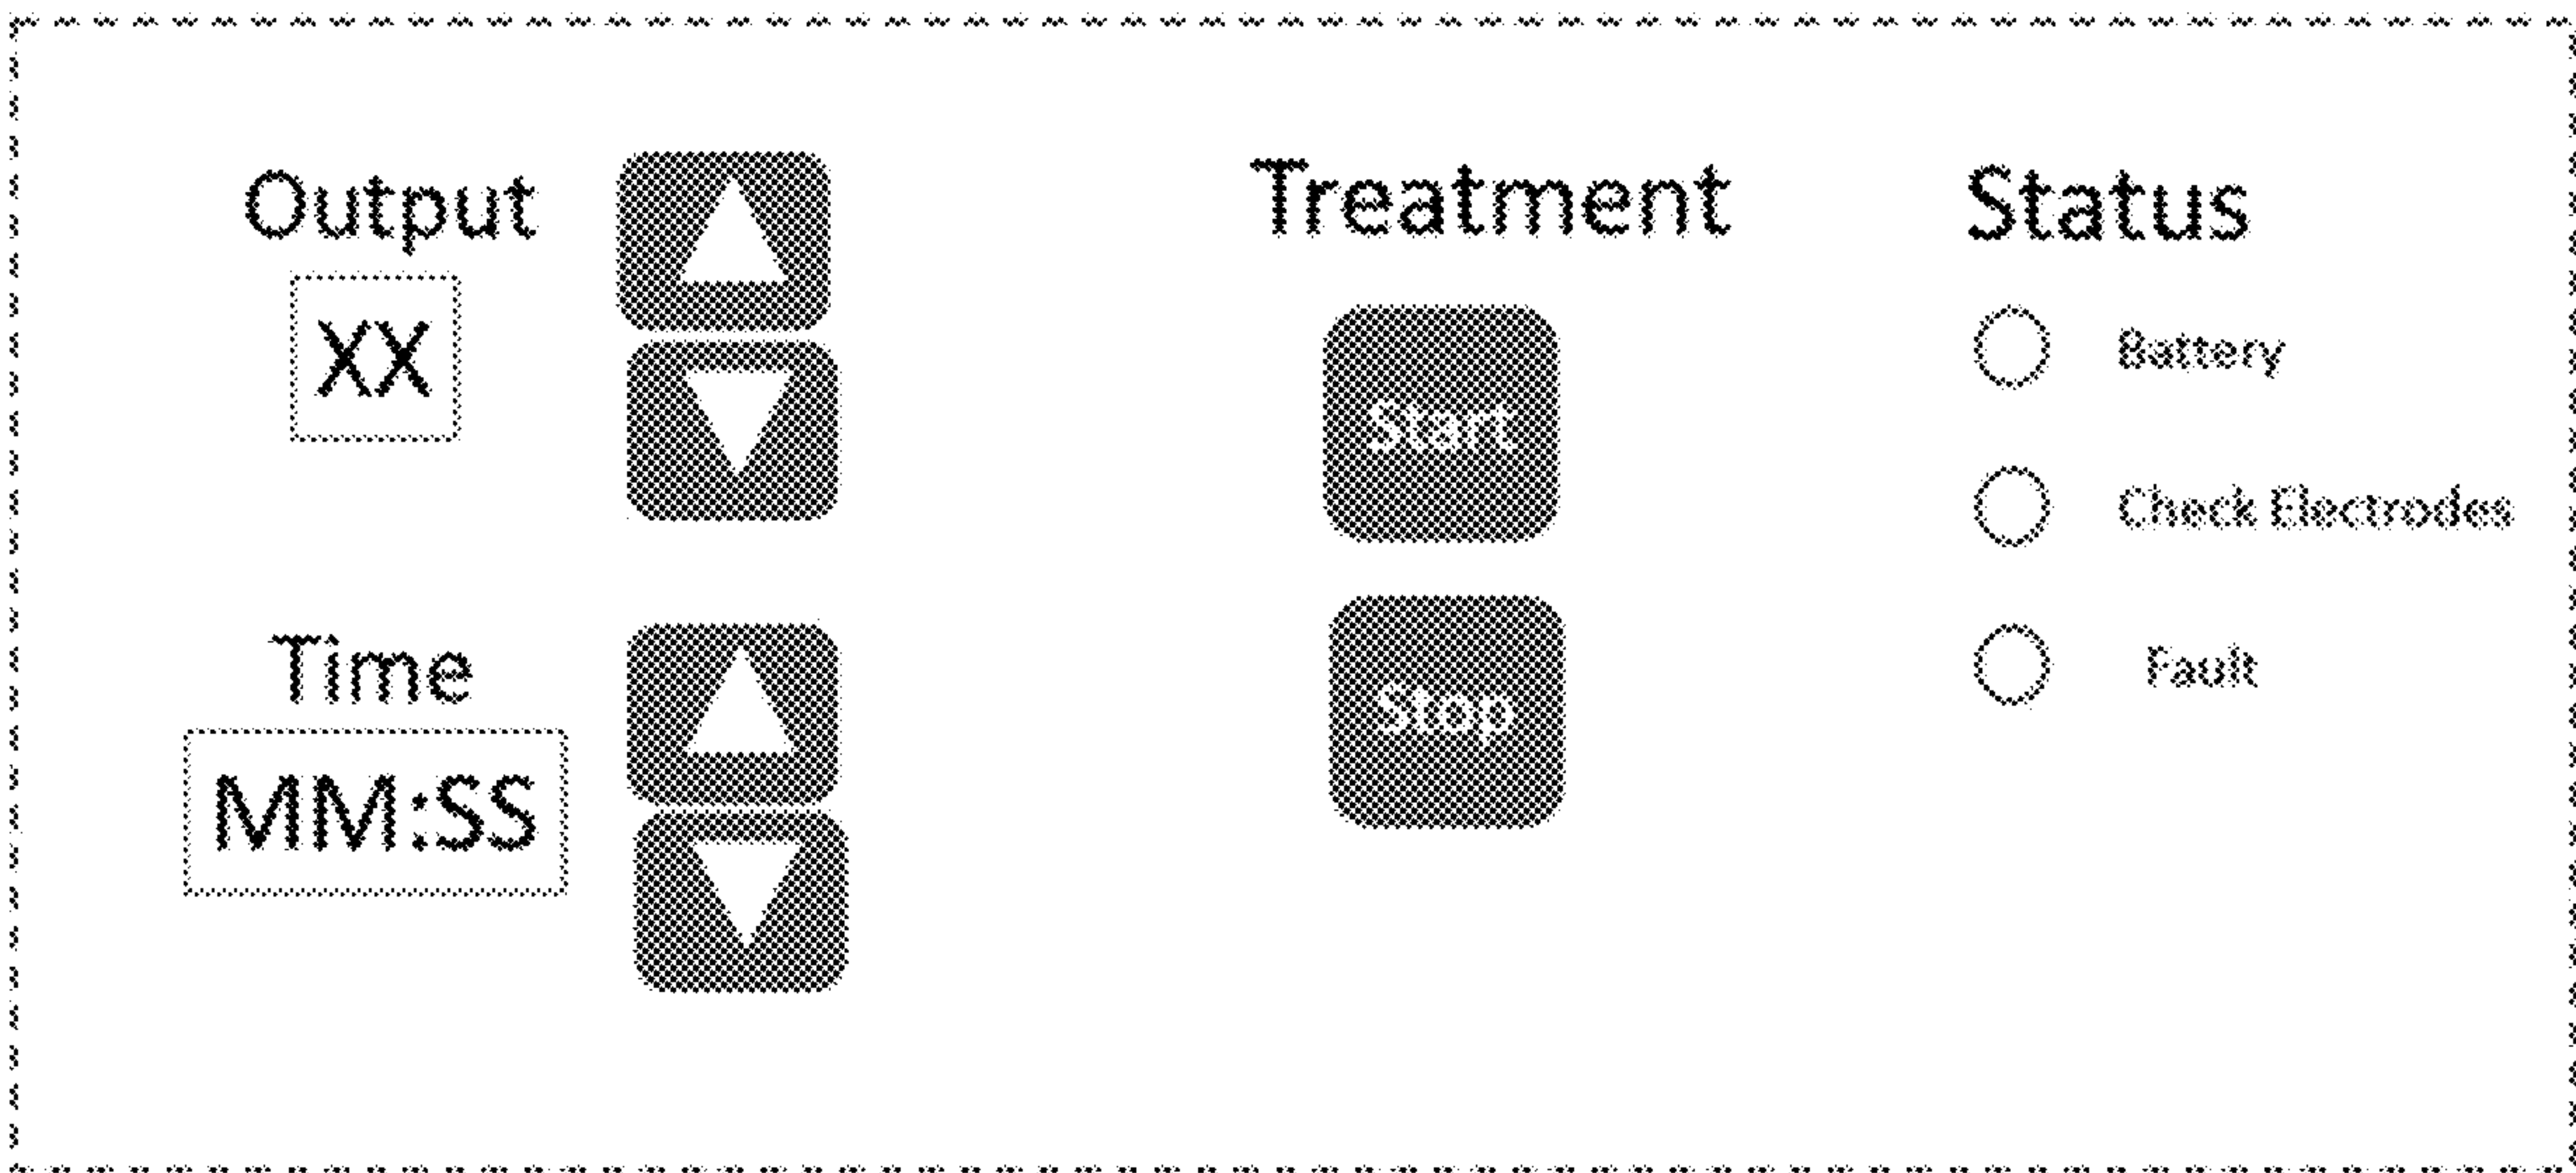 Output
XX
Time
MM:SS
Treatment
Start
Stop
Status
Battery
Check Electrodes
Fault